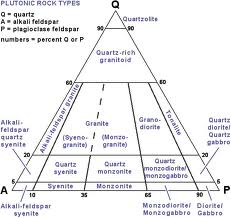 PLUTONIC ROCK TYPES
Q = quartz
A = alkali feldspar
P = plagioclase feldspar
numbers = percent Q or P
Q
Quartzolite
90
90
Quartz-rich
granitoid
60
60
Alkali-feldspar granite
Granite
(Syeno-
granite)
(Monzo-
granite)
Grano-
diorite
Tonalite
Alkali-
feldspar
quartz
syenite
Quartz
diorite/
Quartz
gabbro
20
20
Quartz
syenite
Quartz
monzonite
Quartz
monzodiorite/
monzogabbro
5
5
A
Syenite
Monzonite
P
10
35
65
90
Alkali-feldspar
syenite
Monzodiorite/
Monzogabbro
Diorite/
Gabbro